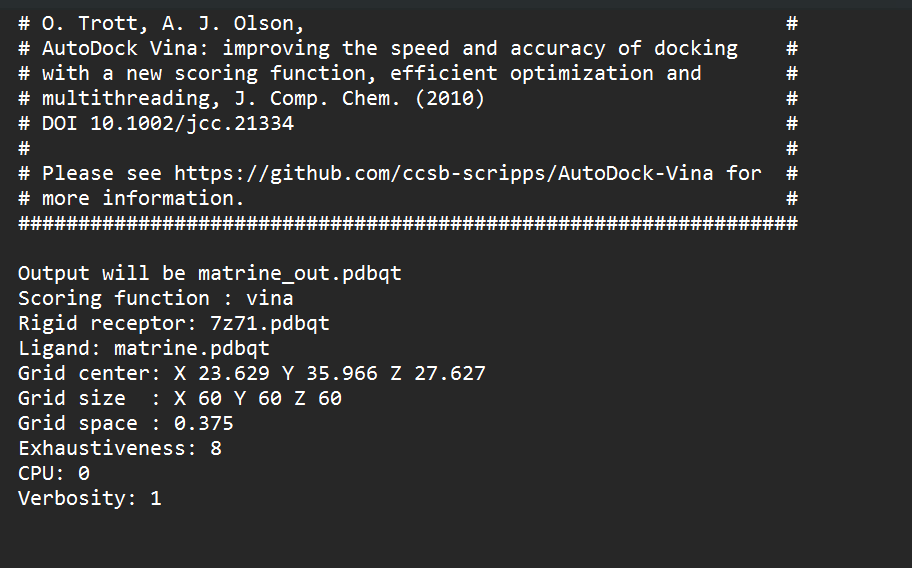 # O. Trott, A. J. Olson, #
# AutoDock Vina: improving the speed and accuracy of docking #
# with a new scoring function, efficient optimization and #
# multithreading, J. Comp. Chem. (2010) #
# DOI 10.1002/jcc.21334 #
# #
# Please see https://github.com/ccsb-scripps/AutoDock-Vina for #
# more information. #
#################################################################
Output will be matrine_out.pdbqt
Scoring function : vina
Rigid receptor: 7z71.pdbqt
Ligand: matrine.pdbqt
Grid center: X 23.629 Y 35.966 Z 27.627
Grid size  : X 60 Y 60 Z 60
Grid space : 0.375
Exhaustiveness: 8
CPU: 0
Verbosity: 1